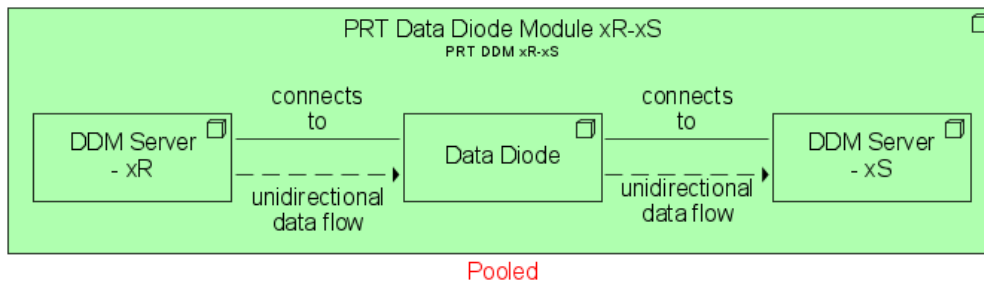 PRT Data Diode Module xR-xS
PRT DDM xR-xS
connects
to
connects
to
DDM Server
- xR
Data Diode
DDM Server
- xS
unidirectional
data flow
unidirectional
data flow
Pooled